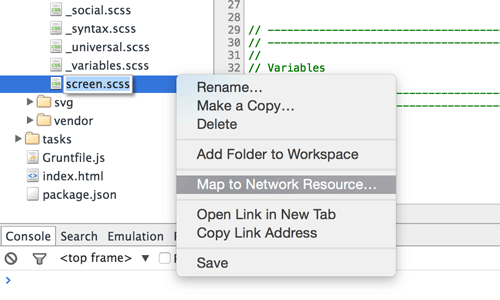 _social.scss
_syntax.scss
_universal.scss
_variables.scss
screen.scss
svg
vendor
tasks
Gruntfile.js
index.html
package.json
27
28
29 // ------------------------------
30 // ------------------------------
31 //
32 // Variables
Rename...
Make a Copy...
Delete
Add Folder to Workspace
Map to Network Resource...
Open Link in New Tab
Copy Link Address
Save
Console Search Emulation
<top frame> ▼